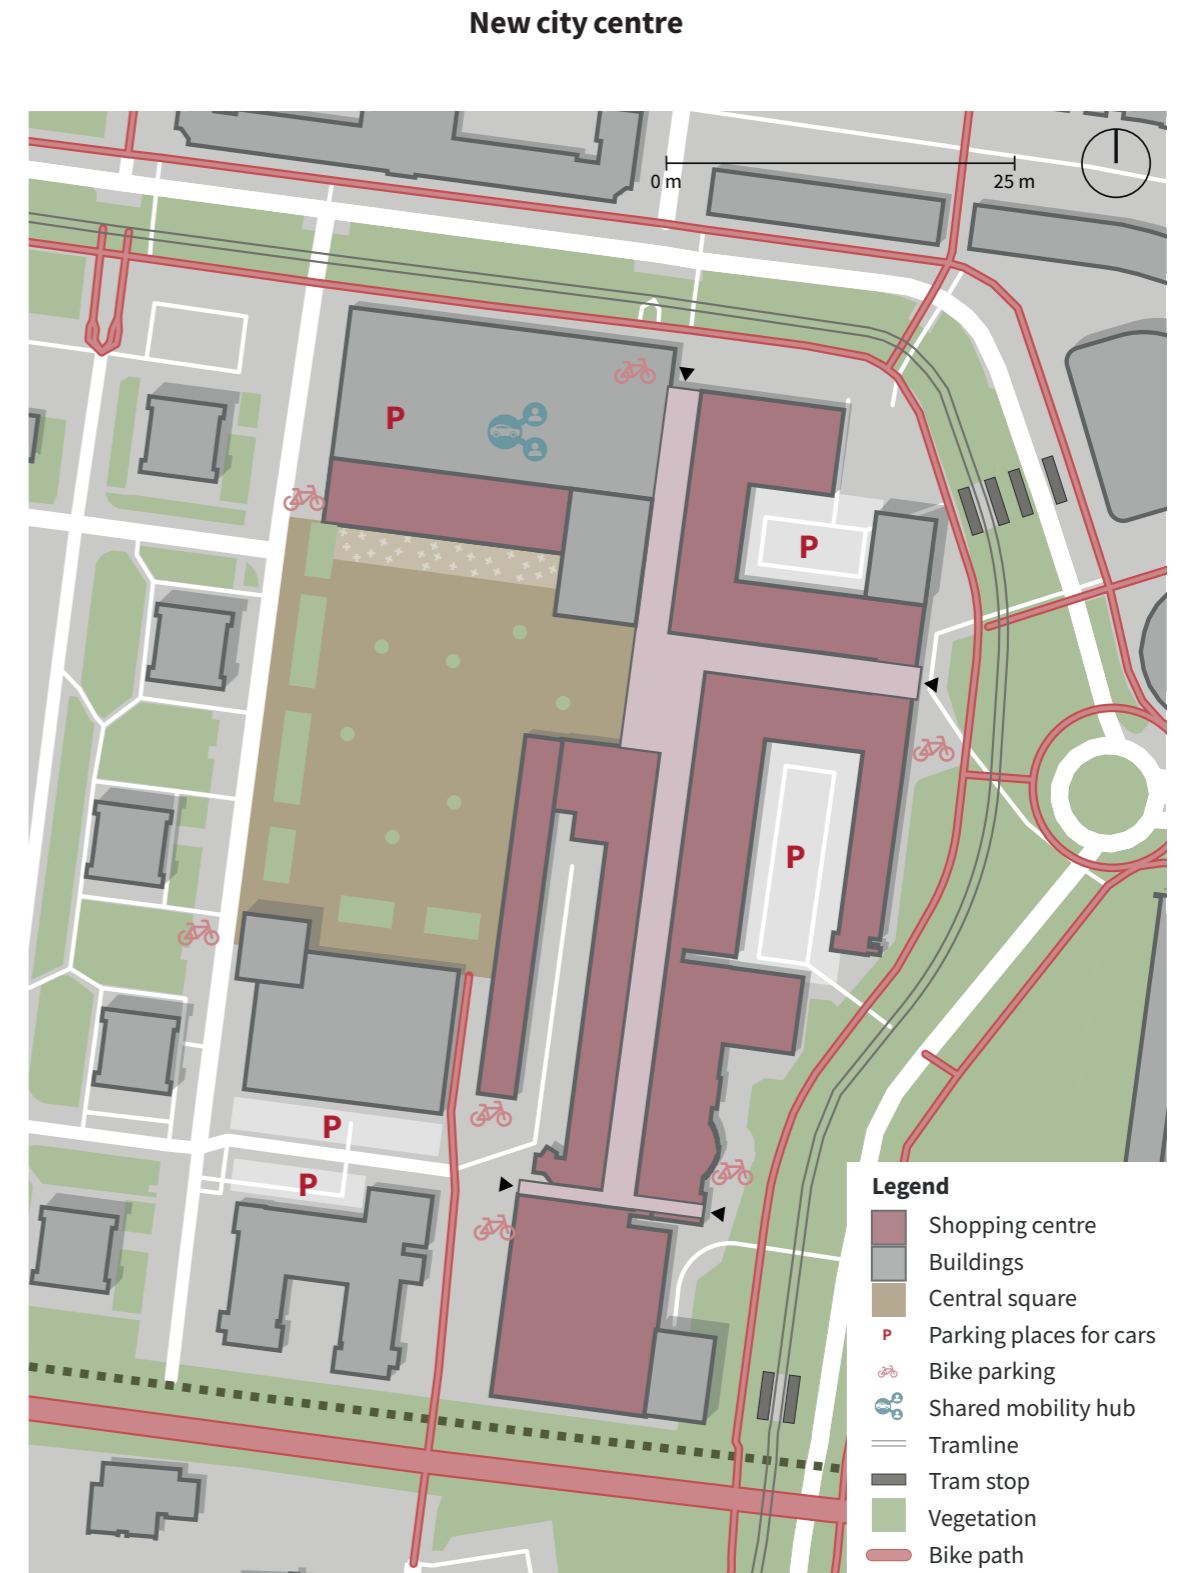 New city centre
0 m
25 m
P
P
P
P
P
Legend
Shopping centre
Buildings
Central square
P Parking places for cars
Bike parking
Shared mobility hub
Tramline
Tram stop
Vegetation
Bike path